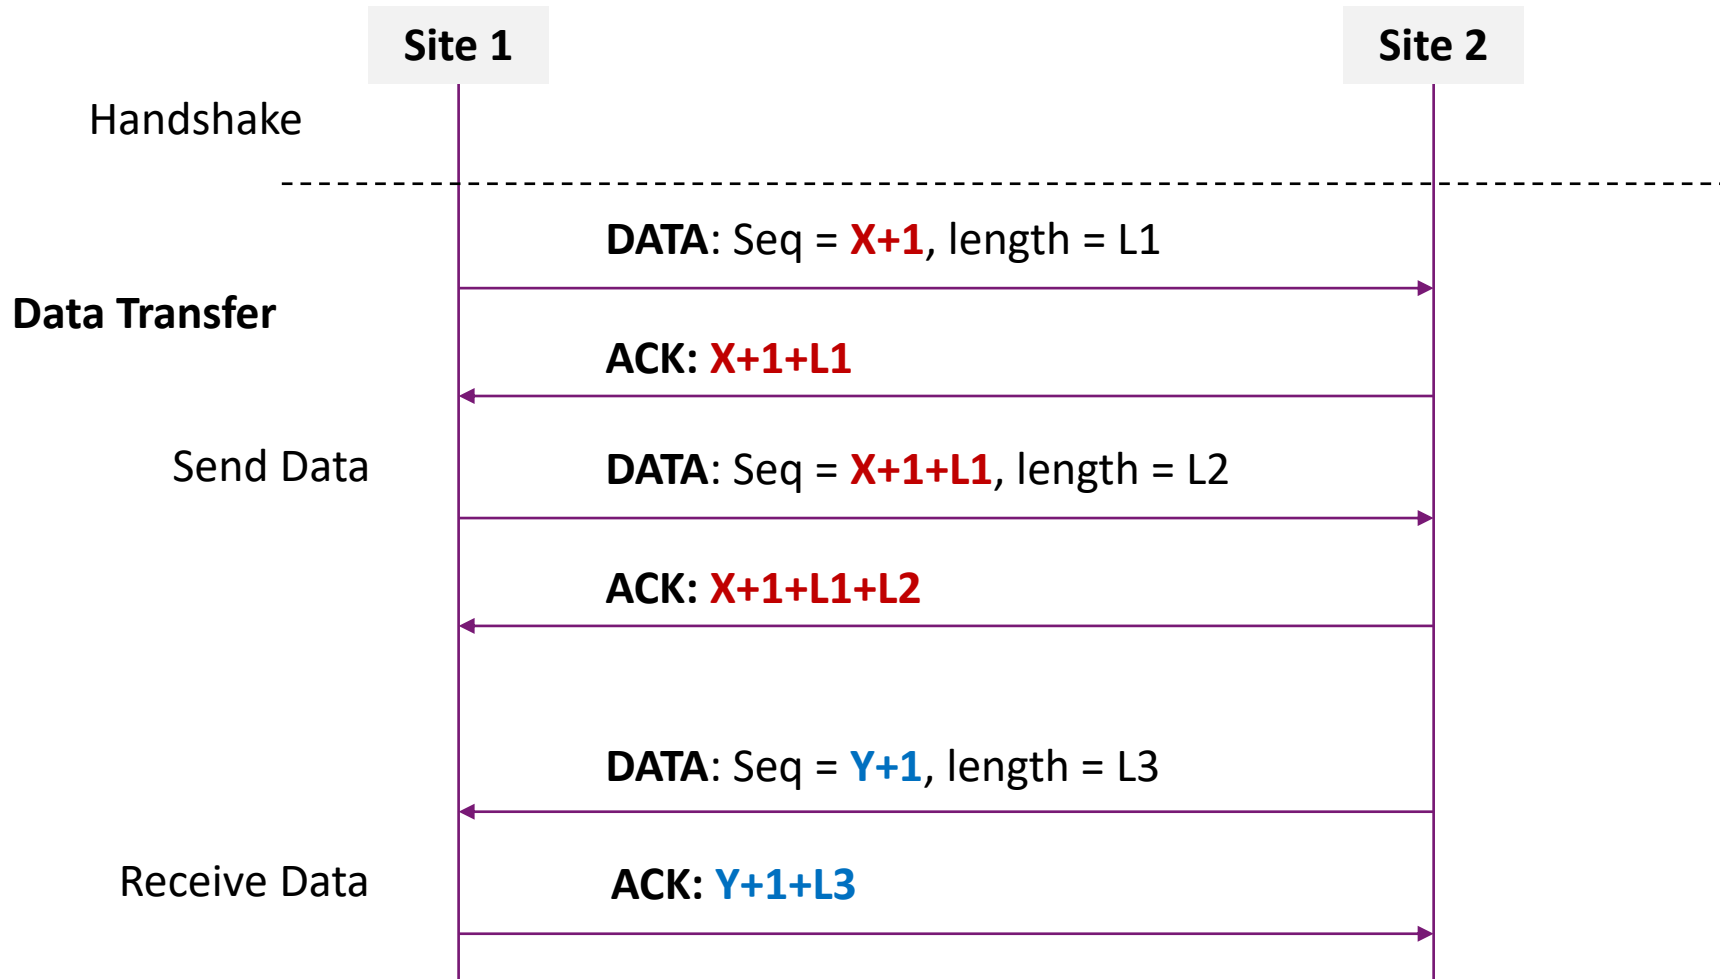 Site 1
Site 2
Handshake
DATA: Seq = X+1, length = L1
Data Transfer
ACK: X+1+L1
Send Data
DATA: Seq = X+1+L1, length = L2
ACK: X+1+L1+L2
DATA: Seq = Y+1, length = L3
Receive Data
ACK: Y+1+L3